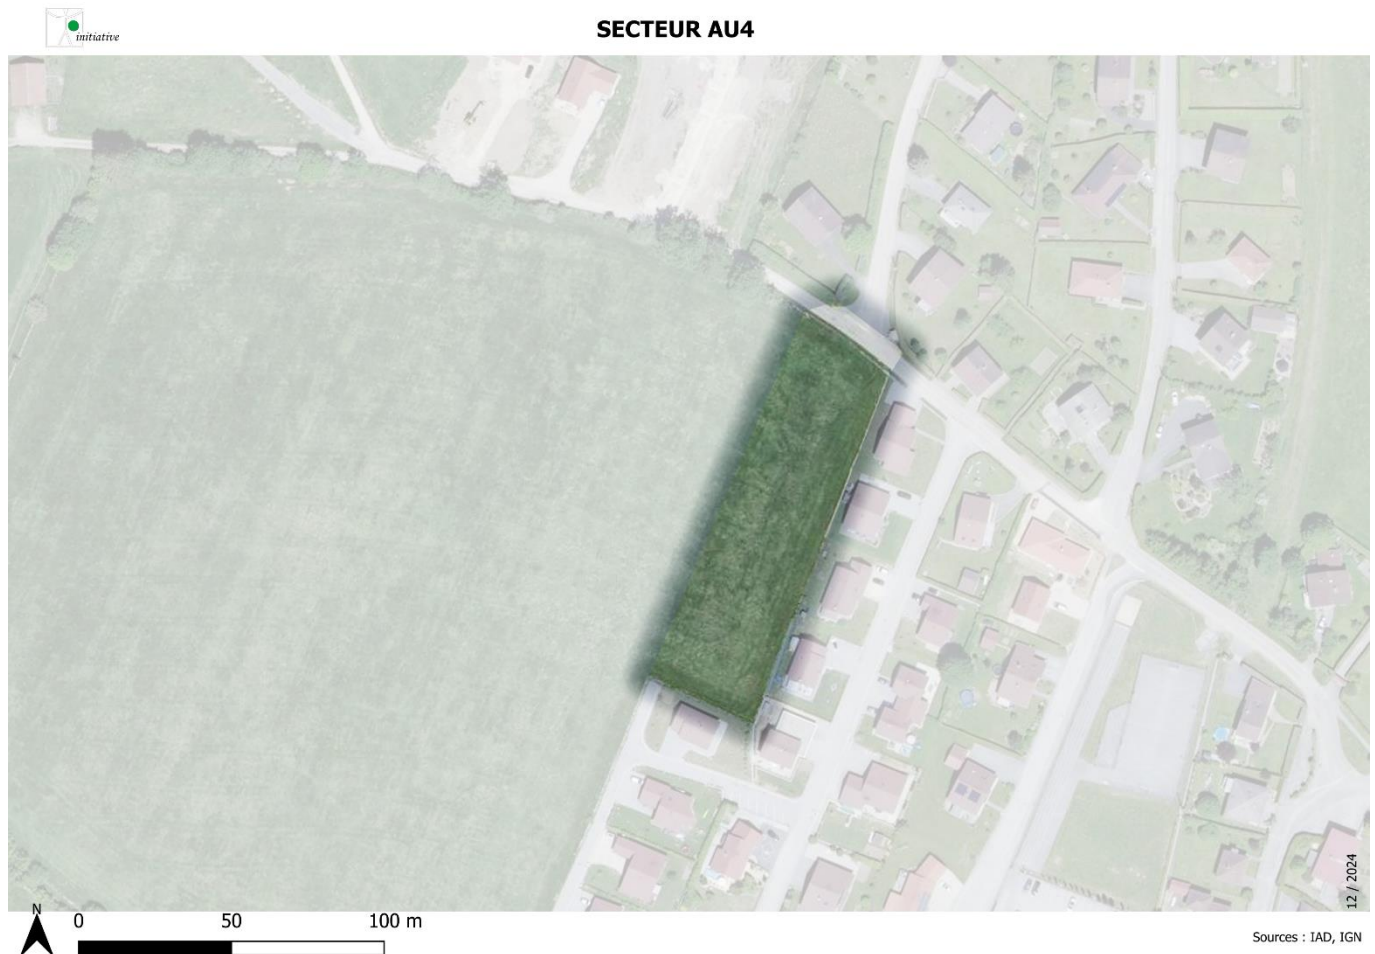 initiative
SECTEUR AU4
12 / 2024
N
0 50 100 m
Sources : IAD, IGN